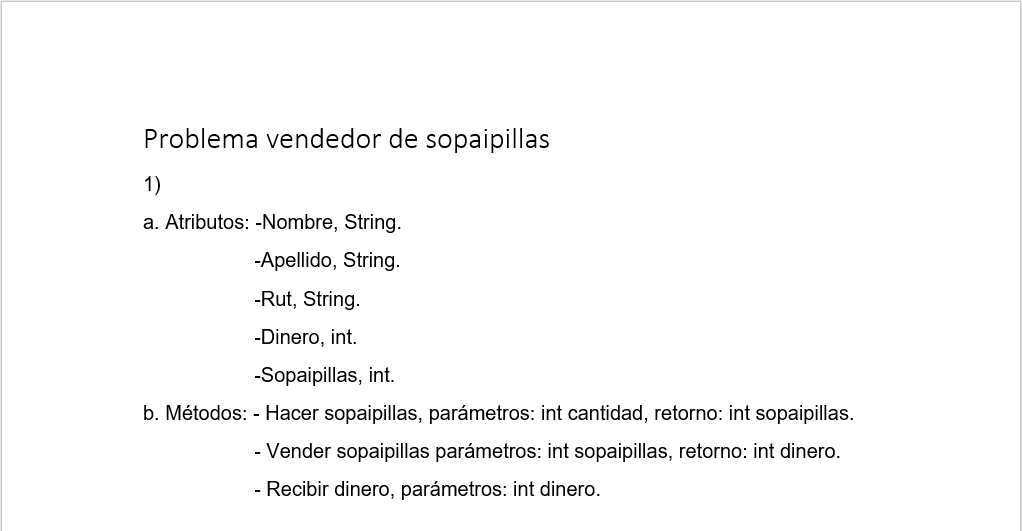 Problema vendedor de sopaipillas
1)
a. Atributos: -Nombre, String.
-Apellido, String.
-Rut, String.
-Dinero, int.
-Sopaipillas, int.
b. Métodos: - Hacer sopaipillas, parámetros: int cantidad, retorno: int sopaipillas.
- Vender sopaipillas parámetros: int sopaipillas, retorno: int dinero.
- Recibir dinero, parámetros: int dinero.